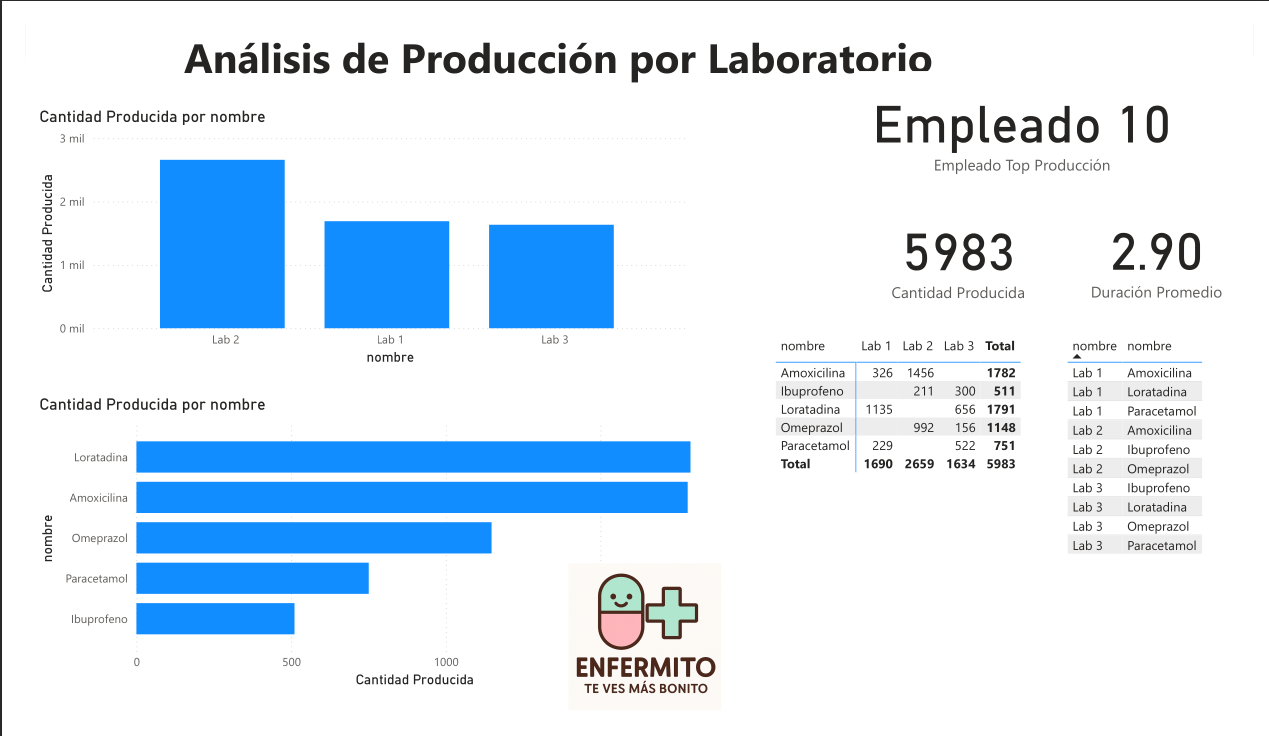 Análisis de Producción por Laboratorio
Cantidad Producida por nombre
3 mil
2 mil
1 mil
0 mil
Cantidad Producida
Lab 2 Lab 1 Lab 3
nombre
Empleado 10
Empleado Top Producción
5983
Cantidad Producida
2.90
Duración Promedio
nombre Lab 1 Lab 2 Lab 3 Total
Amoxicilina 326 1456 1782
Ibuprofeno 211 300 511
Loratadina 1135 656 1791
Omeprazol 992 156 1148
Paracetamol 229 522 751
Total 1690 2659 1634 5983
nombre nombre
Lab 1 Amoxicilina
Lab 1 Loratadina
Lab 1 Paracetamol
Lab 2 Amoxicilina
Lab 2 Ibuprofeno
Lab 2 Omeprazol
Lab 3 Ibuprofeno
Lab 3 Loratadina
Lab 3 Omeprazol
Lab 3 Paracetamol
Cantidad Producida por nombre
nombre
Loratadina
Amoxicilina
Omeprazol
Paracetamol
Ibuprofeno
0 500 1000
Cantidad Producida
ENFERMITO
TE VES MÁS BONITO